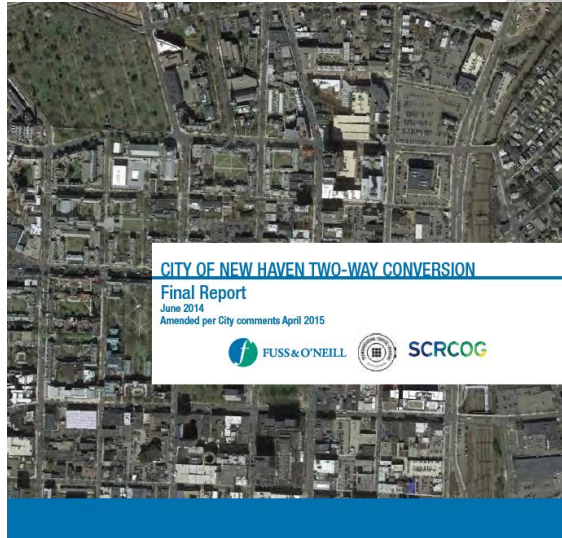 CITY OF NEW HAVEN TWO-WAY CONVERSION
Final Report
June 2014
Amended per City comments April 2015
f FUSS & O'NEILL
SCRCOG